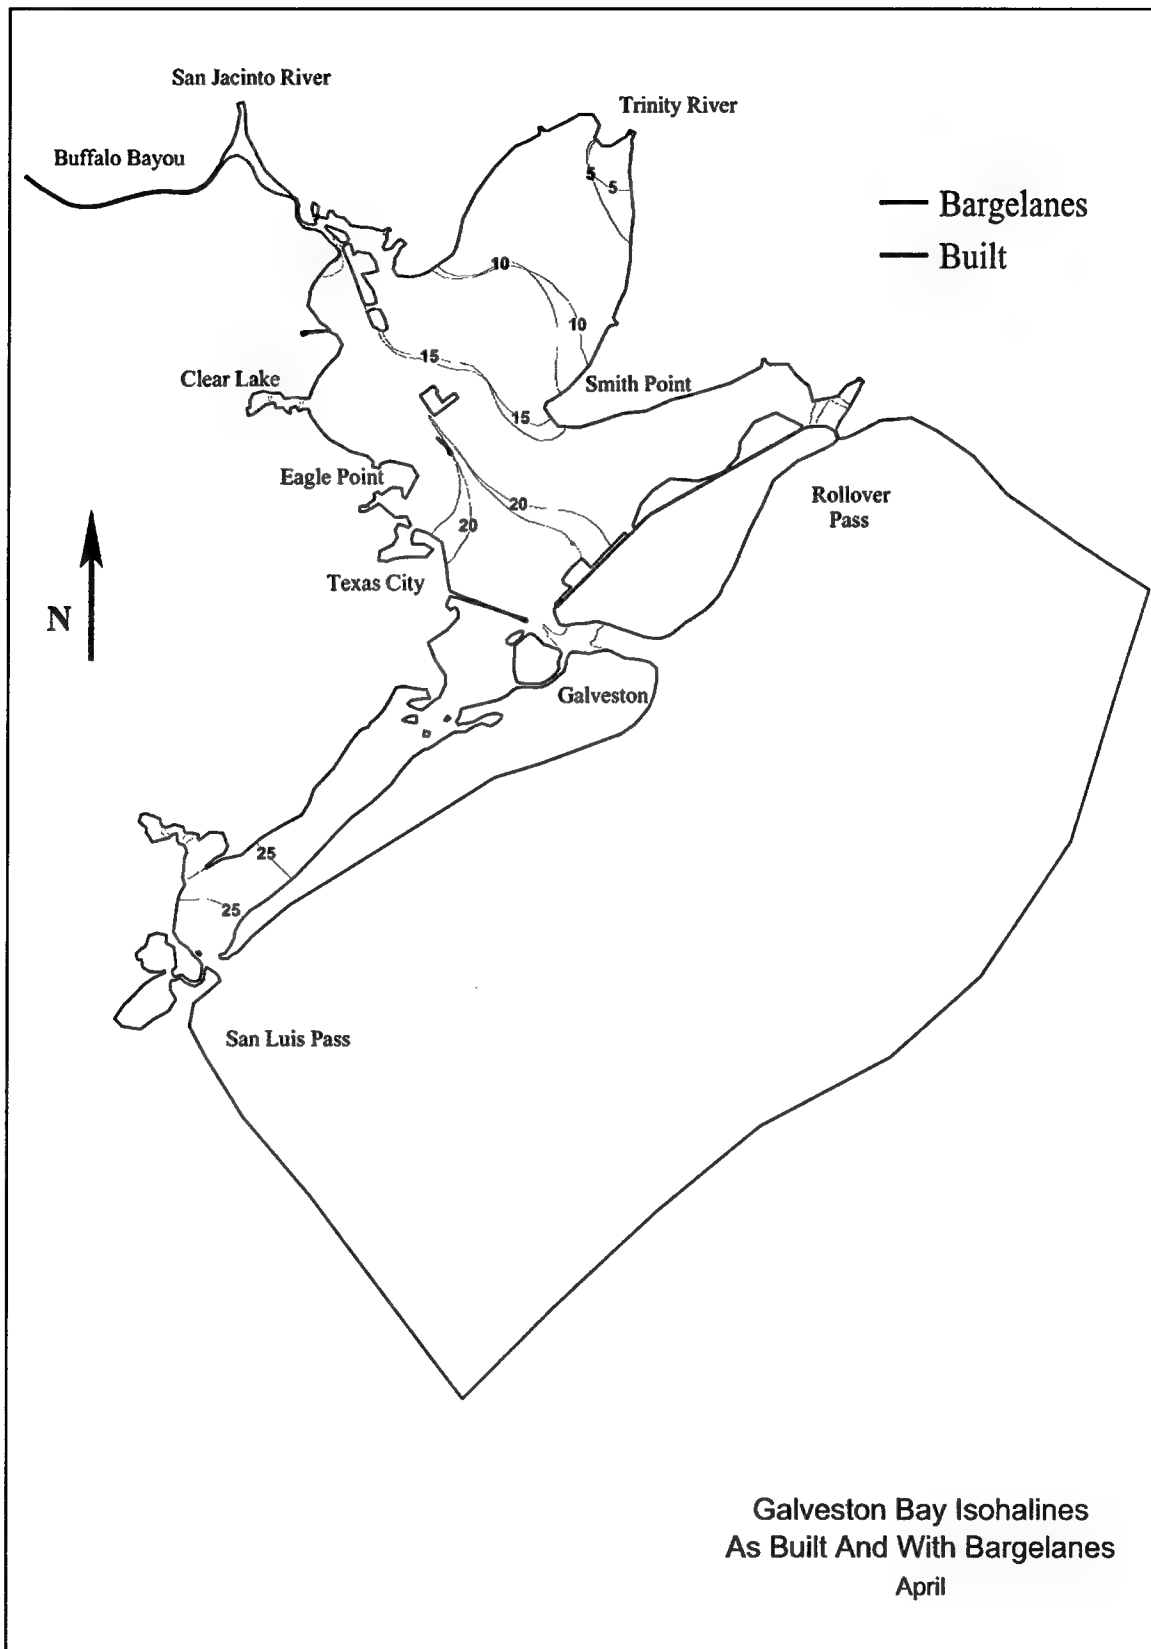 San Jacinto River
Trinity River
Buffalo Bayou
5
5
Bargelanes
Built
10
10
15
Clear Lake
Smith Point
15
Eagle Point
20
20
Rollover
Pass
Texas City
N
Galveston
25
25
San Luis Pass
Galveston Bay Isohalines
As Built And With Bargelanes
April